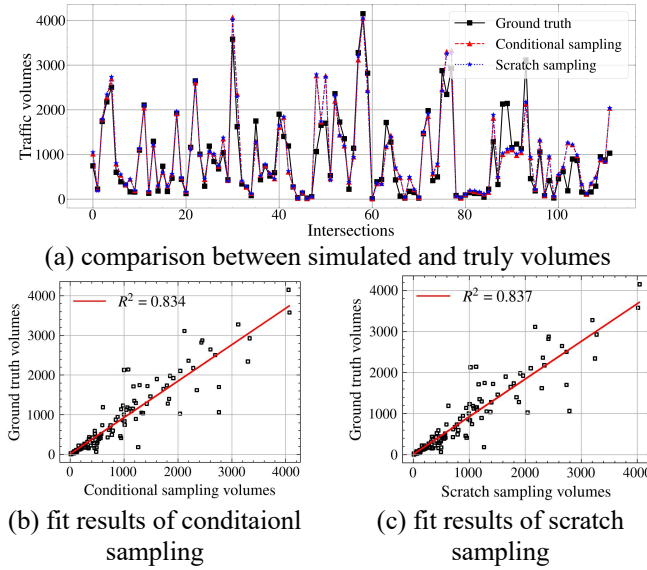 4000
3000
2000
1000
0
Traffic volumes
Ground truth
Conditional sampling
Scratch sampling
0 20 40 60 80 100
Intersections
(a) comparison between simulated and truly volumes
4000
3000
2000
1000
0
Ground truth volumes
R² = 0.834
0 1000 2000 3000 4000
Conditional sampling volumes
4000
3000
2000
1000
0
Ground truth volumes
R² = 0.837
0 1000 2000 3000 4000
Scratch sampling volumes
(b) fit results of conditaionl
sampling
(c) fit results of scratch
sampling